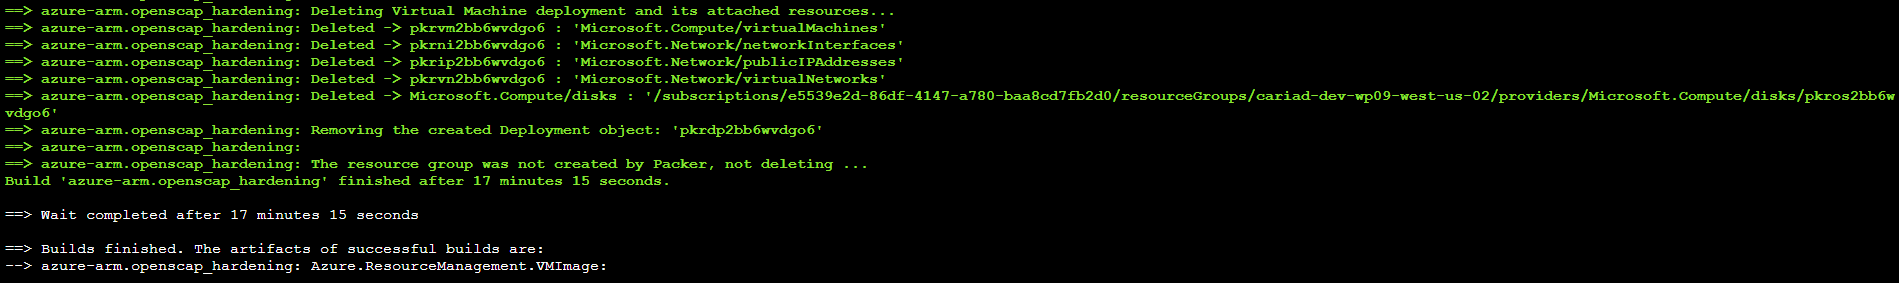 ==> azure-arm.openscap_hardening: Deleting Virtual Machine deployment and its attached resources...
==> azure-arm.openscap_hardening: Deleted -> pkrvm2bb6wvdgo6 : 'Microsoft.Compute/virtualMachines'
==> azure-arm.openscap_hardening: Deleted -> pkrni2bb6wvdgo6 : 'Microsoft.Network/networkInterfaces'
==> azure-arm.openscap_hardening: Deleted -> pkrip2bb6wvdgo6 : 'Microsoft.Network/publicIPAddresses'
==> azure-arm.openscap_hardening: Deleted -> pkrvn2bb6wvdgo6 : 'Microsoft.Network/virtualNetworks'
==> azure-arm.openscap_hardening: Deleted -> Microsoft.Compute/disks : '/subscriptions/e5539e2d-86df-4147-a780-baa8cd7fb2d0/resourceGroups/cariad-dev-wp09-west-us-02/providers/Microsoft.Compute/disks/pkros2bb6w
vdgo6'
==> azure-arm.openscap_hardening: Removing the created Deployment object: 'pkrdp2bb6wvdgo6'
==> azure-arm.openscap_hardening:
==> azure-arm.openscap_hardening: The resource group was not created by Packer, not deleting ...
Build 'azure-arm.openscap_hardening' finished after 17 minutes 15 seconds.
==> Wait completed after 17 minutes 15 seconds
==> Builds finished. The artifacts of successful builds are:
--> azure-arm.openscap_hardening: Azure.ResourceManagement.VMImage: